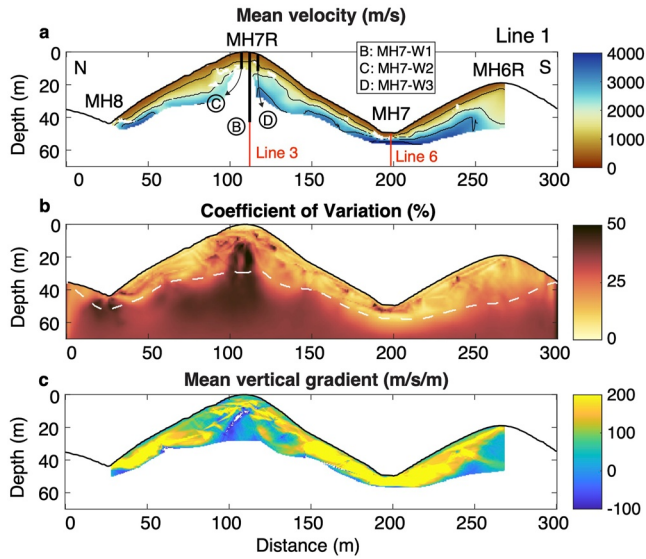 Mean velocity (m/s)
a
MH7R
Line 1
N
S
B: MH7-W1
C: MH7-W2
D: MH7-W3
MH8
MH7
MH6R
C
B
D
Line 3
Line 6
Depth (m)
0
20
40
60
0
50
100
150
200
250
300
4000
3000
2000
1000
0
b
Coefficient of Variation (%)
Depth (m)
0
20
40
60
0
50
100
150
200
250
300
50
25
0
c
Mean vertical gradient (m/s/m)
Depth (m)
0
20
40
60
0
50
100
150
200
250
300
Distance (m)
200
100
0
-100